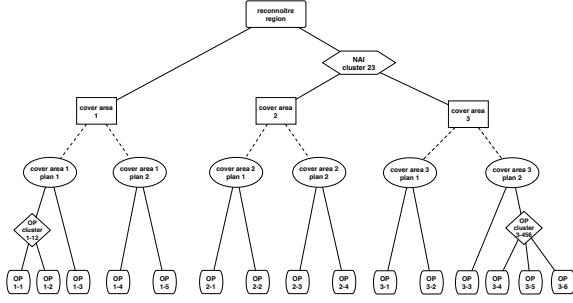 reconnoitre
region
NAI
cluster 23
cover area
1
cover area
2
cover area
3
cover area 1
plan 1
cover area 1
plan 2
cover area 2
plan 1
cover area 2
plan 2
cover area 3
plan 1
cover area 3
plan 2
OP
cluster
1-12
OP
cluster
3-456
OP
1-1
OP
1-2
OP
1-3
OP
1-4
OP
1-5
OP
2-1
OP
2-2
OP
2-3
OP
2-4
OP
3-1
OP
3-2
OP
3-3
OP
3-4
OP
3-5
OP
3-6